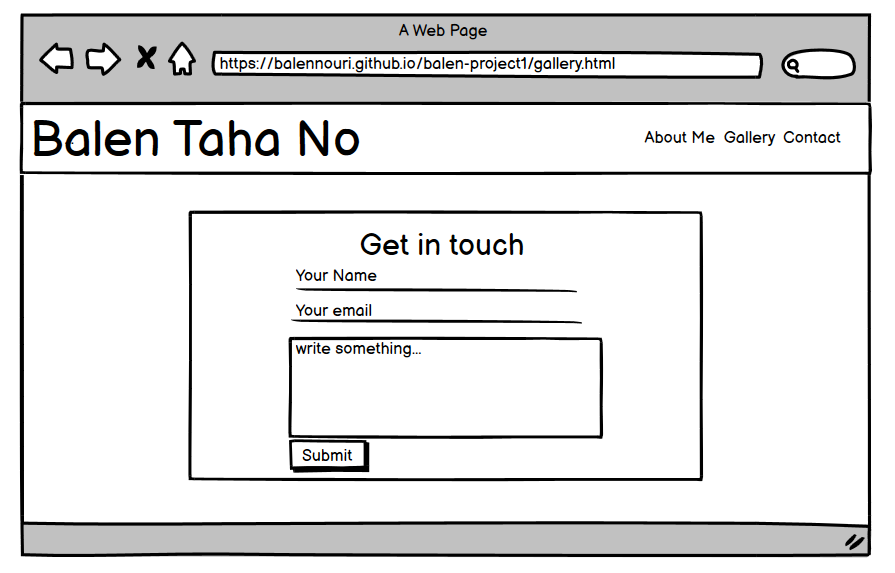 A Web Page
https://balennouri.github.io/balen-project1/gallery.html
Balen Taha No
About Me Gallery Contact
Get in touch
Your Name
Your email
write something...
Submit